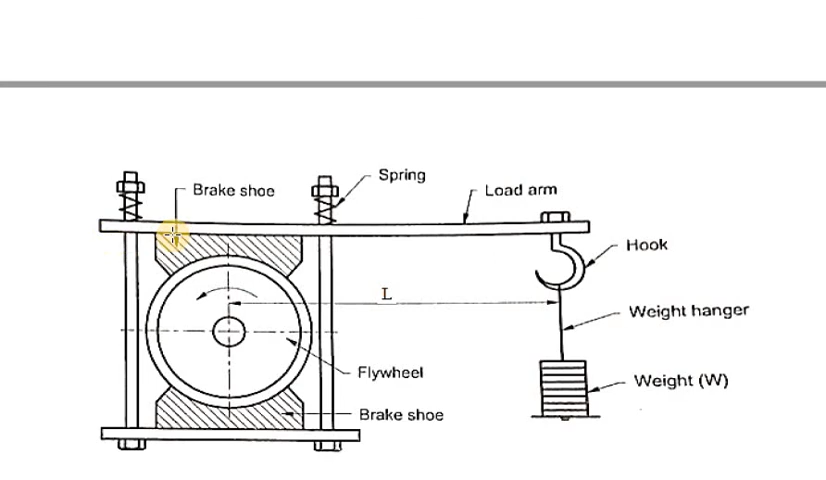 Brake shoe
Spring
Load arm
Hook
L
Weight hanger
Flywheel
Weight (W)
Brake shoe